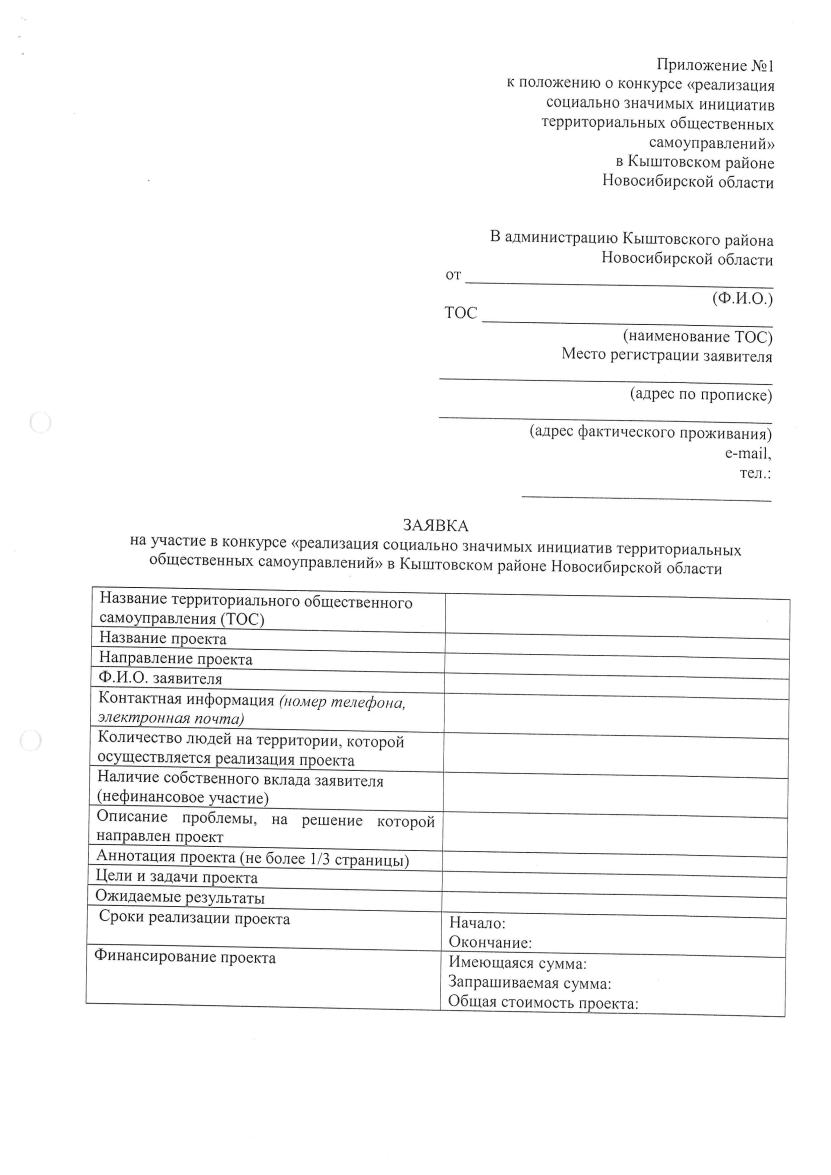 Приложение №1
к положению о конкурсе «реализация
социально значимых инициатив
территориальных общественных
самоуправлений»
в Кыштовском районе
Новосибирской области
В администрацию Кыштовского района
Новосибирской области
от
(Ф.И.О.)
ТОС
(наименование ТОС)
Место регистрации заявителя
(адрес по прописке)
(адрес фактического проживания)
e-mail,
тел.:
ЗАЯВКА
на участие в конкурсе «реализация социально значимых инициатив территориальных
общественных самоуправлений» в Кыштовском районе Новосибирской области
Название территориального общественного
самоуправления (ТОС)
Название проекта
Направление проекта
Ф.И.О. заявителя
Контактная информация (номер телефона,
электронная почта)
Количество людей на территории, которой
осуществляется реализация проекта
Наличие собственного вклада заявителя
(нефинансовое участие)
Описание проблемы, на решение которой
направлен проект
Аннотация проекта (не более 1/3 страницы)
Цели и задачи проекта
Ожидаемые результаты
Сроки реализации проекта
Начало:
Окончание:
Финансирование проекта
Имеющаяся сумма:
Запрашиваемая сумма:
Общая стоимость проекта: